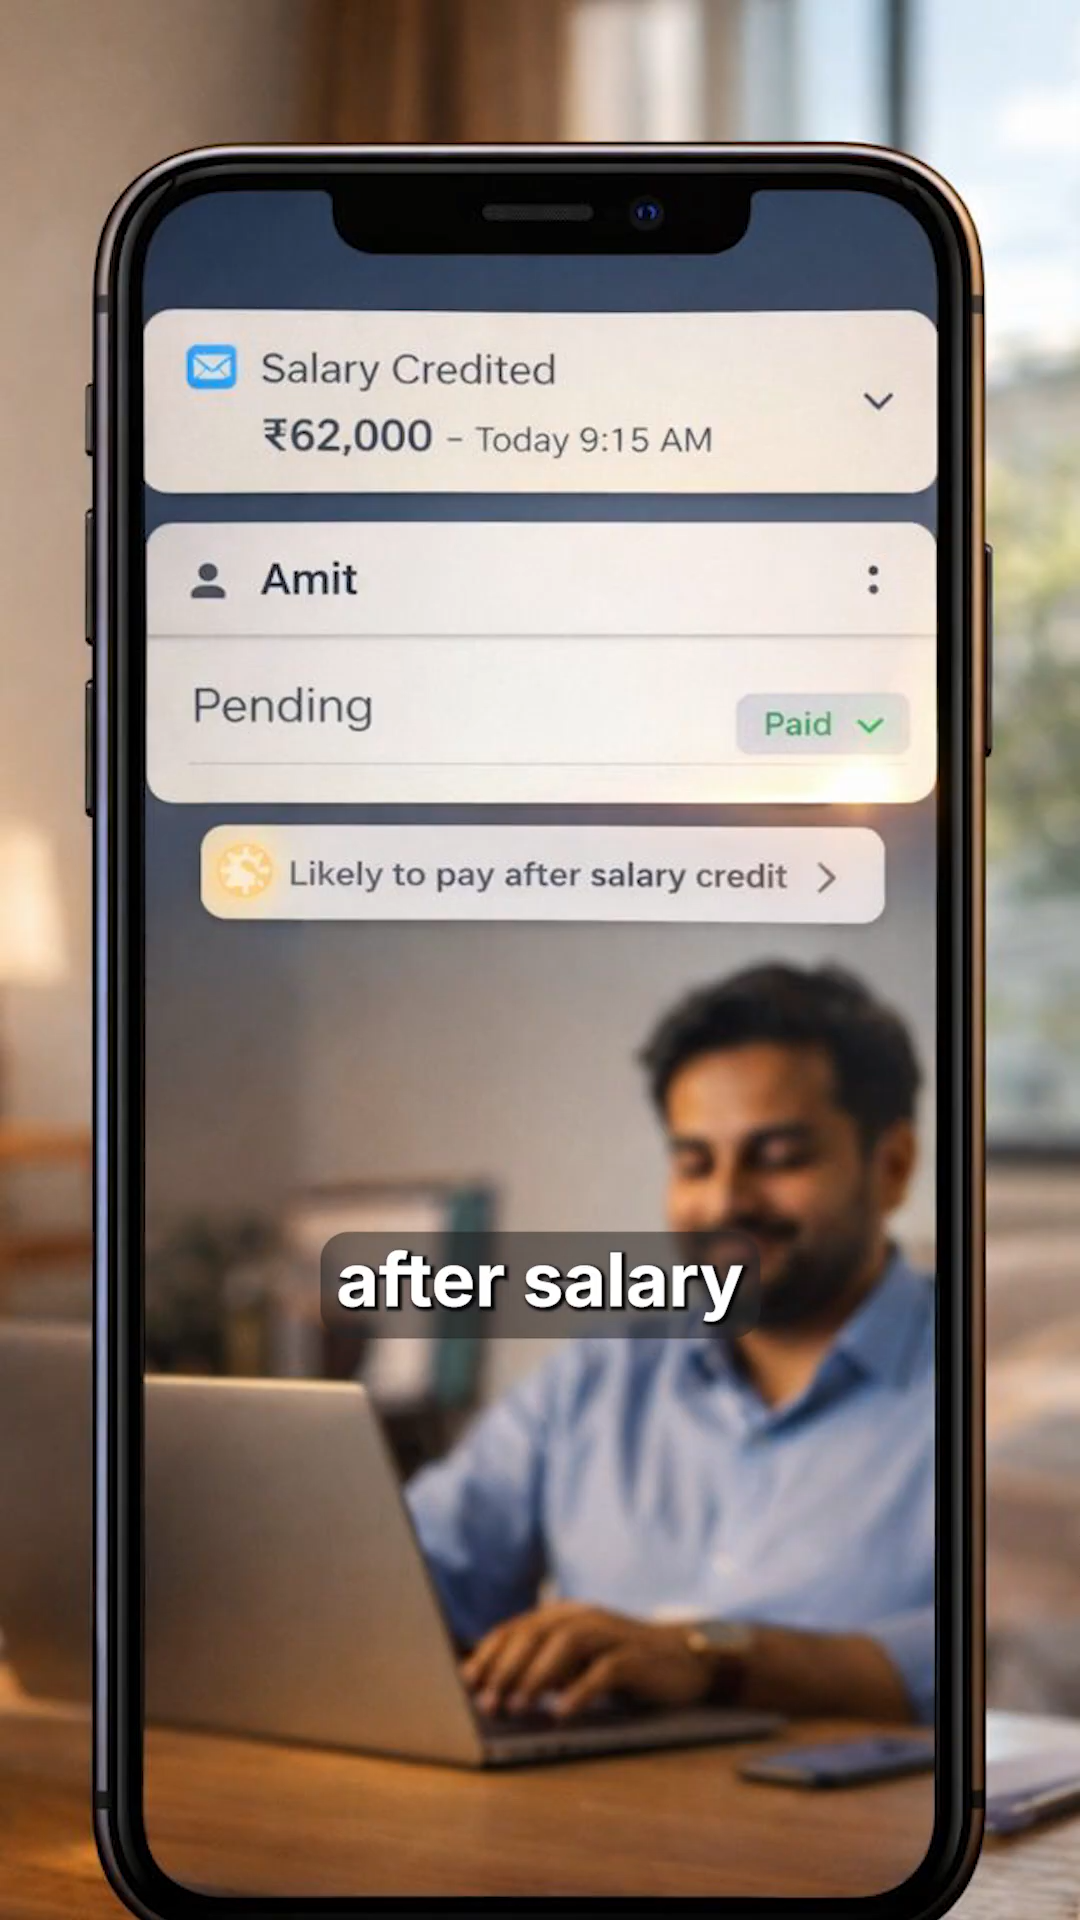 Salary Credited
₹62,000 – Today 9:15 AM
Amit
Pending
Paid
Likely to pay after salary credit
after salary